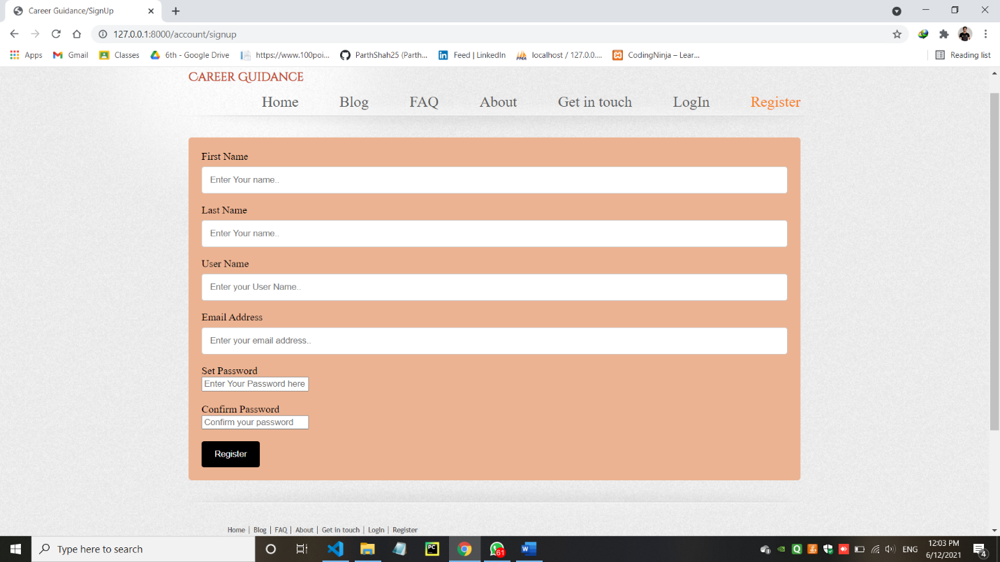 Career Guidance/SignUp
127.0.0.1:8000/account/signup
Apps Gmail Classes 6th - Google Drive https://www.100poi... ParthShah25 (Parth... Feed | LinkedIn localhost / 127.0.0.... CodingNinja – Lear... Reading list
Career Guidance
Home Blog FAQ About Get in touch LogIn Register
First Name
Enter Your name..
Last Name
Enter Your name..
User Name
Enter your User Name..
Email Address
Enter your email address..
Set Password
Enter Your Password here
Confirm Password
Confirm your password
Register
Home | Blog | FAQ | About | Get in touch | LogIn | Register
Type here to search
PC
61
W
Q
ENG
12:03 PM
6/12/2021
4